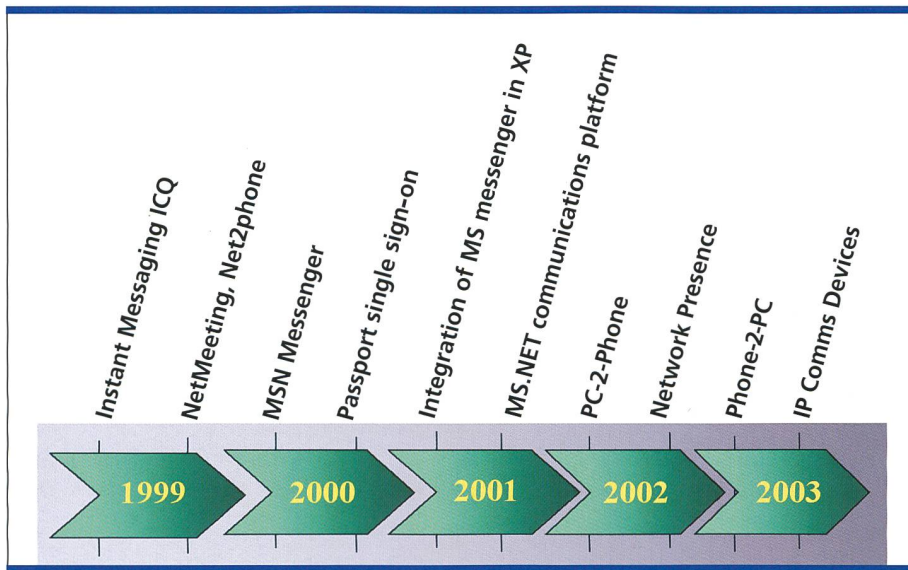 Instant Messaging ICQ
NetMeeting, Net2phone
MSN Messenger
Passport single sign-on
Integration of MS messenger in XP
MS.NET communications platform
PC-2-Phone
Network Presence
Phone-2-PC
IP Comms Devices
1999
2000
2001
2002
2003